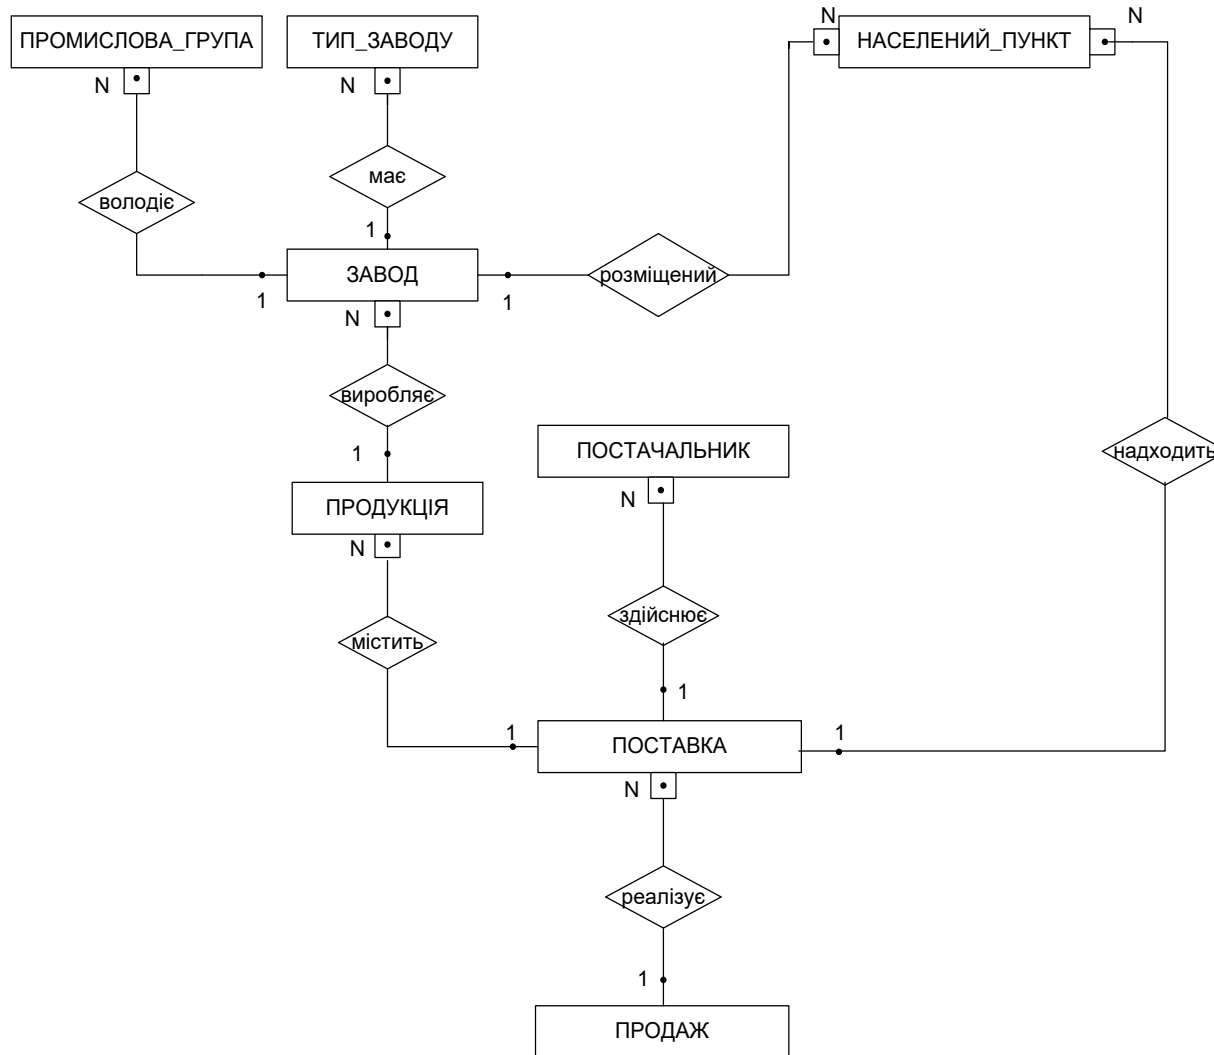 ПРОМИСЛОВА_ГРУПА
ТИП_ЗАВОДУ
N
НАСЕЛЕНИЙ_ПУНКТ
N
N
N
має
володіє
1
ЗАВОД
розміщений
1
1
N
виробляє
1
ПОСТАЧАЛЬНИК
надходить
N
ПРОДУКЦІЯ
N
здійснює
містить
1
1
ПОСТАВКА
1
N
реалізує
1
ПРОДАЖ